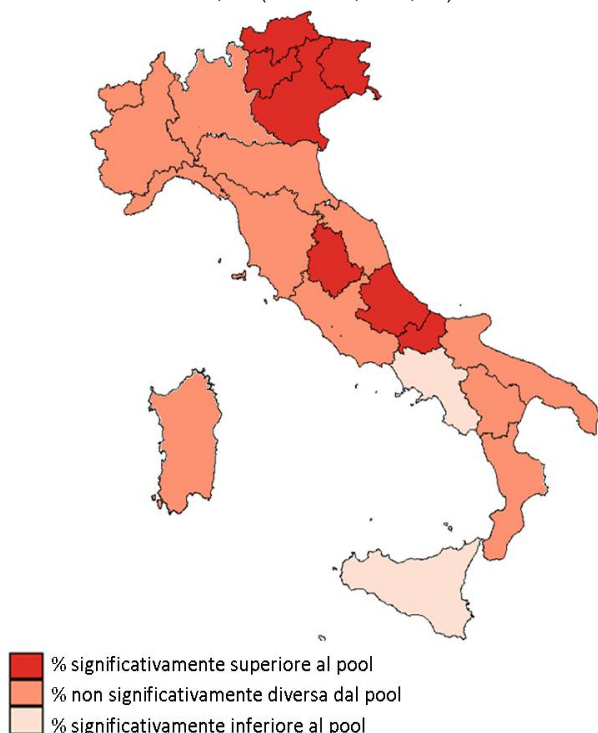 % significativamente superiore al pool
% non significativamente diversa dal pool
% significativamente inferiore al pool